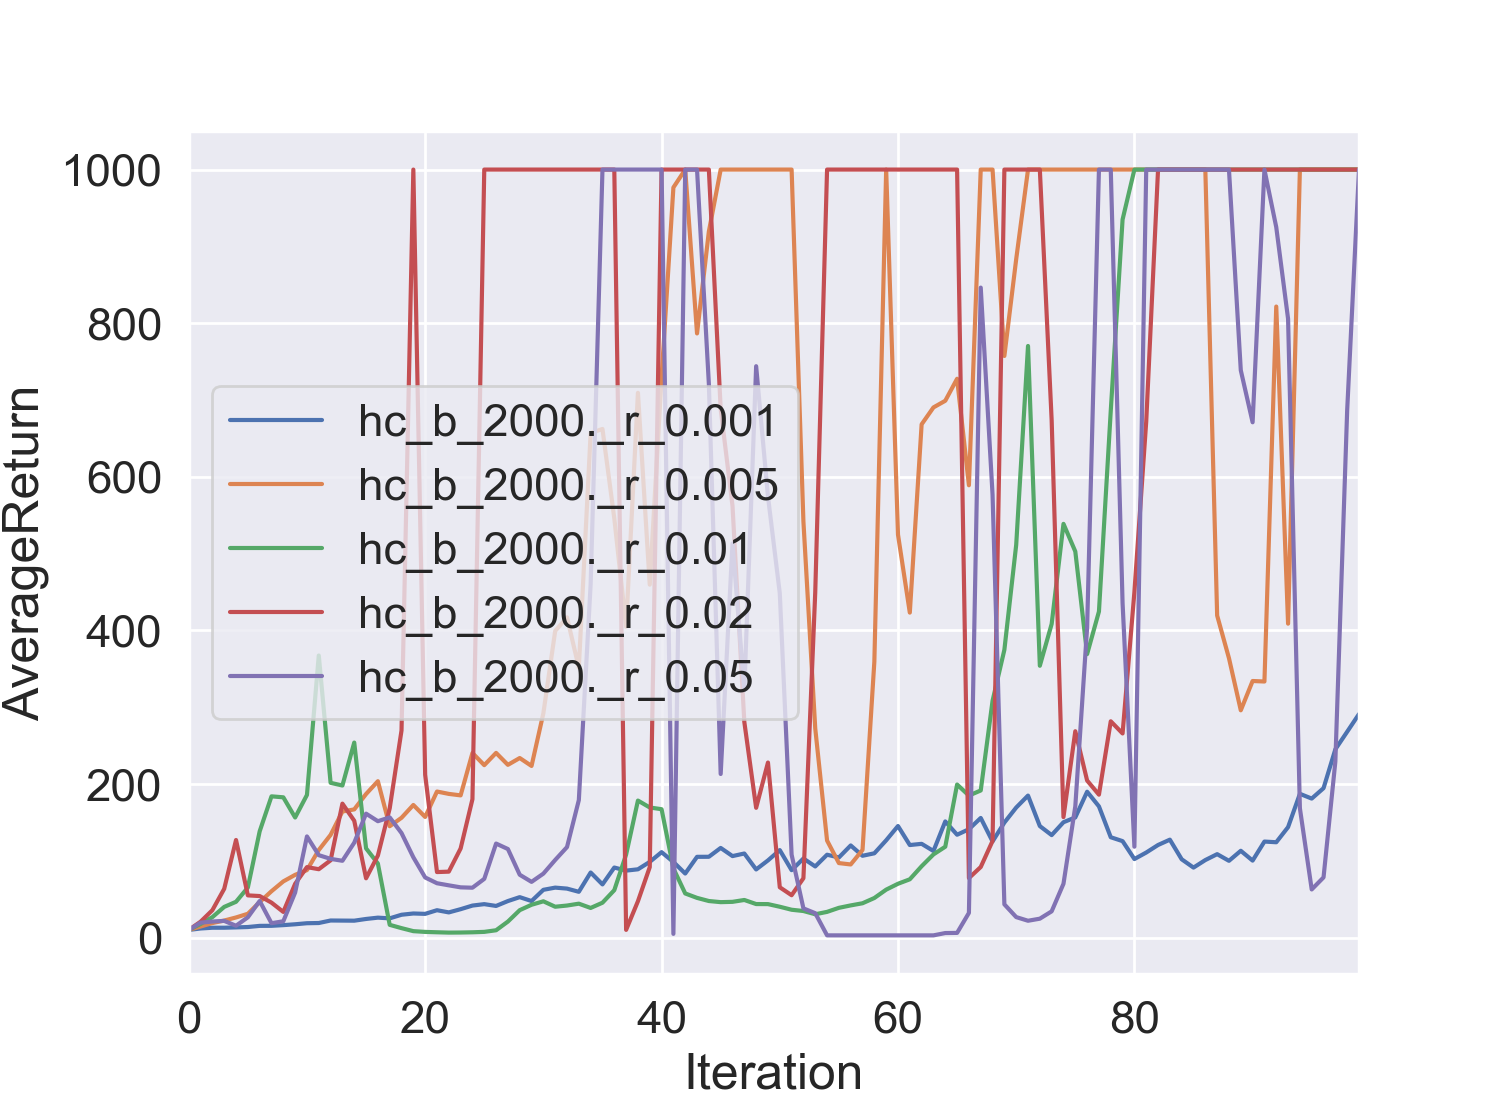 1000
800
600
400
200
0
AverageReturn
hc_b_2000._r_0.001
hc_b_2000._r_0.005
hc_b_2000._r_0.01
hc_b_2000._r_0.02
hc_b_2000._r_0.05
0 20 40 60 80
Iteration